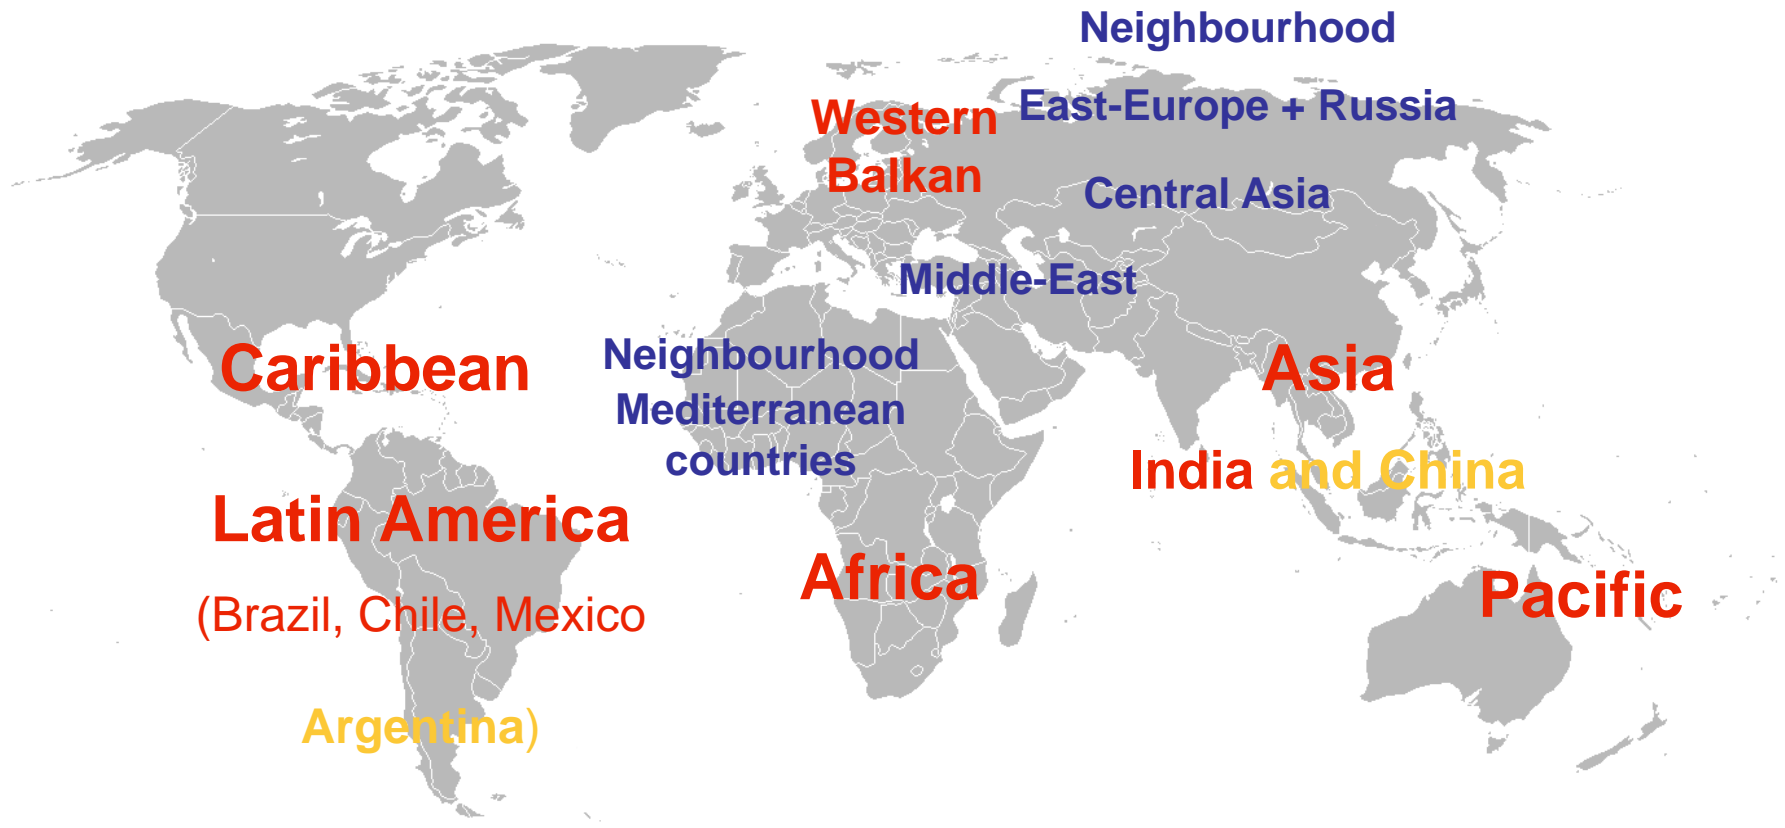 Neighbourhood
Western
East-Europe + Russia
Balkan
Central Asia
Middle-East
Caribbean
Neighbourhood
Mediterranean
countries
Asia
India and China
Latin America
(Brazil, Chile, Mexico
Argentina)
Africa
Pacific